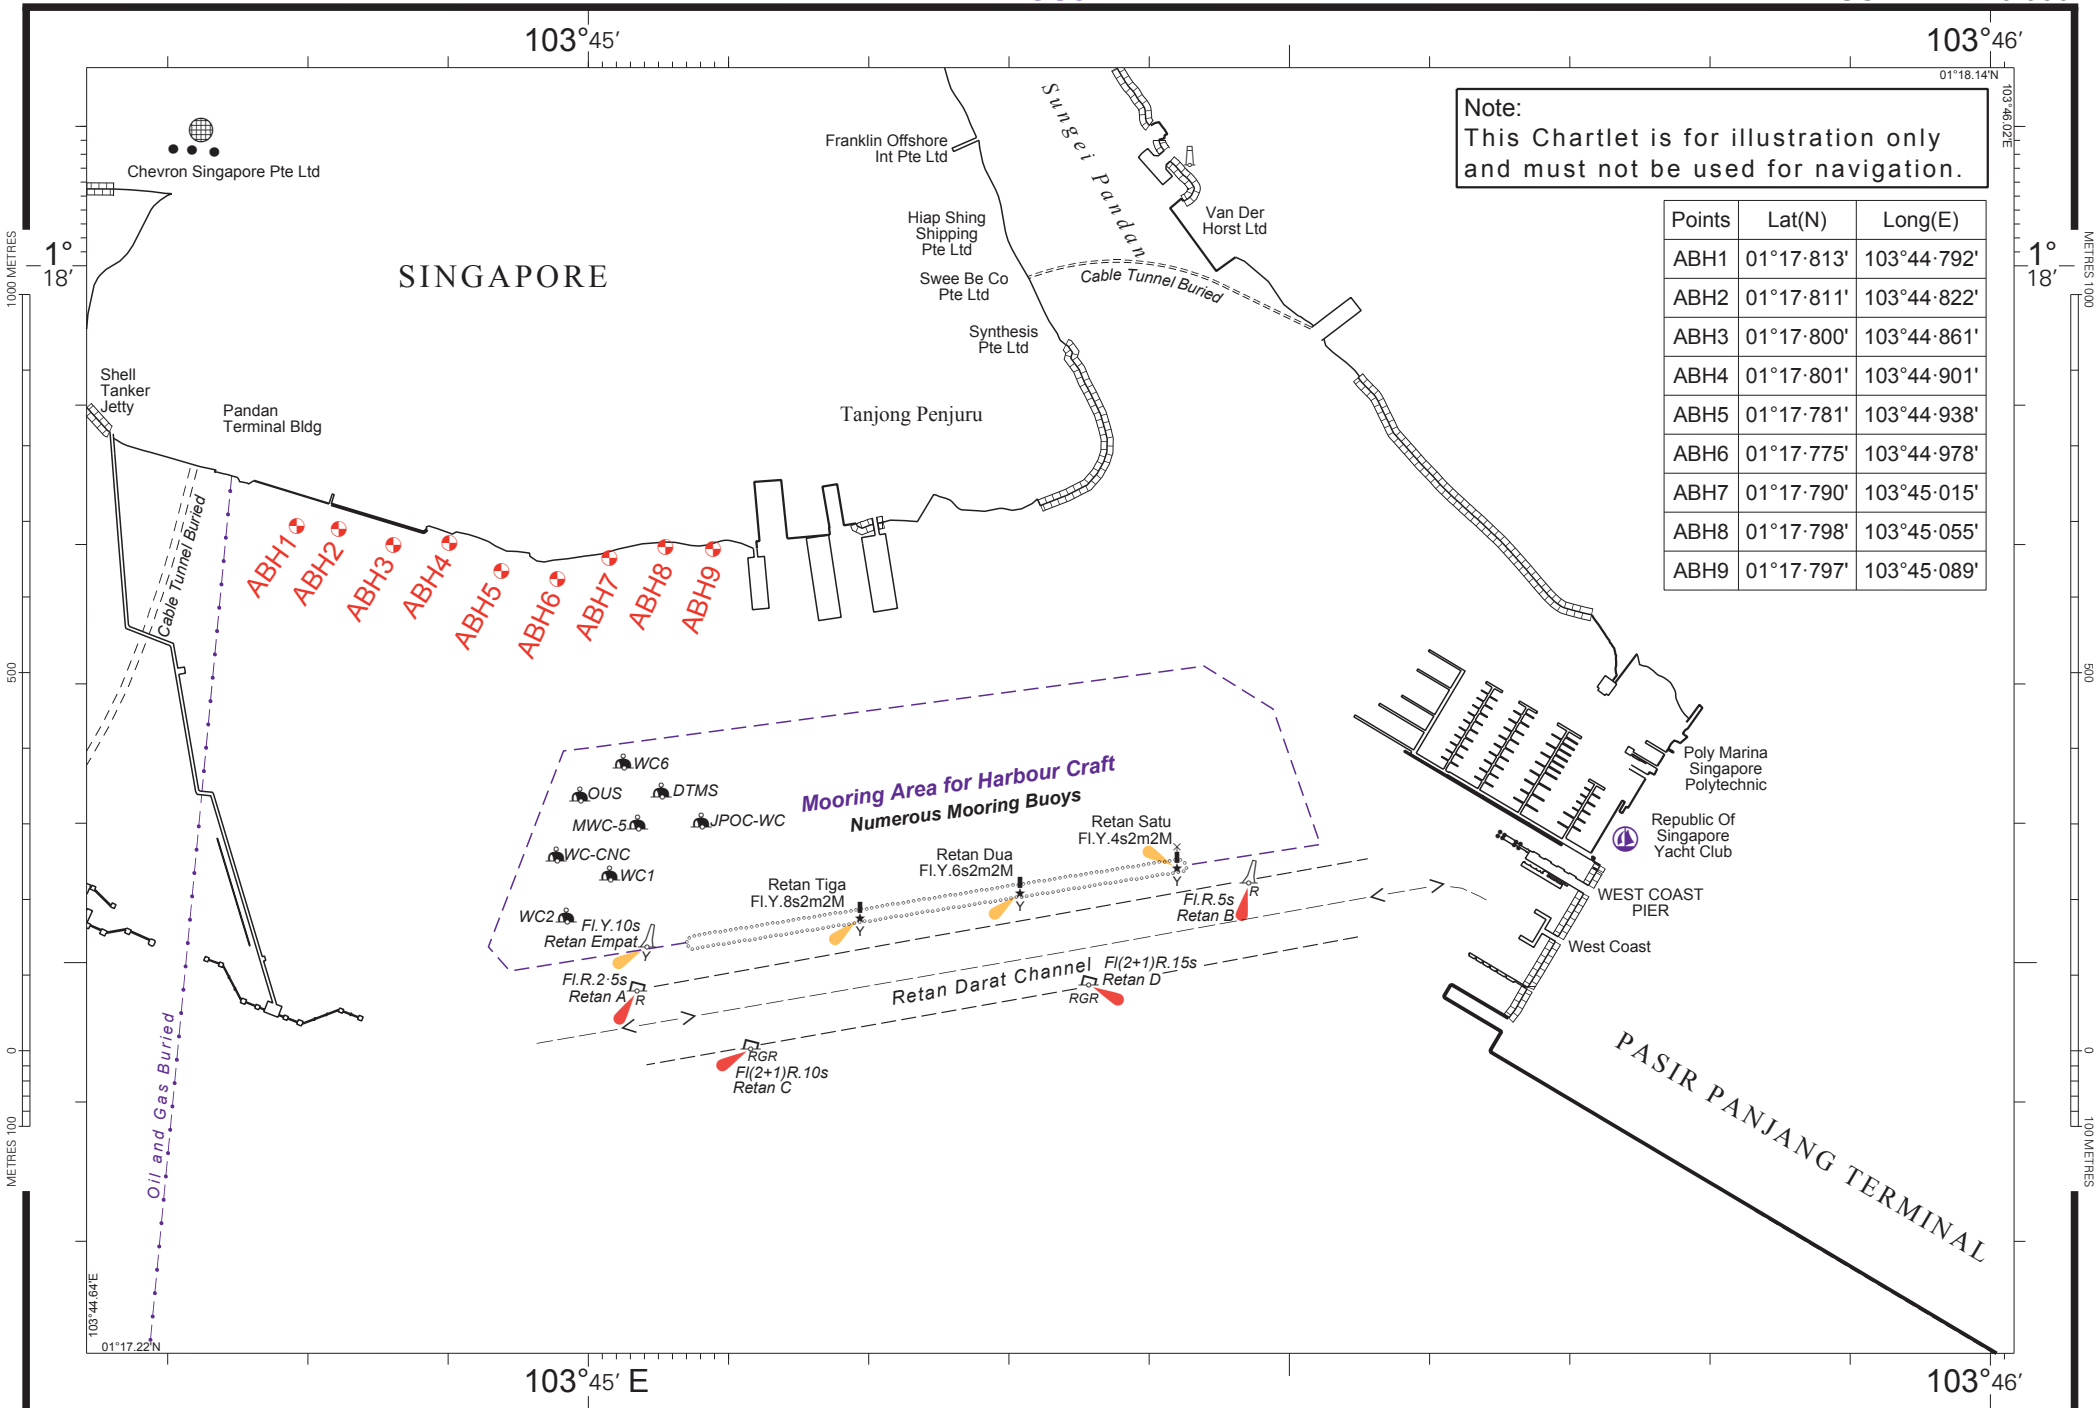 103°45′
103°46′
01°18.14'N
103°46.02'E
Note:
This Chartlet is for illustration only
and must not be used for navigation.
Points Lat(N) Long(E)
ABH1 01°17·813' 103°44·792'
ABH2 01°17·811' 103°44·822'
ABH3 01°17·800' 103°44·861'
ABH4 01°17·801' 103°44·901'
ABH5 01°17·781' 103°44·938'
ABH6 01°17·775' 103°44·978'
ABH7 01°17·790' 103°45·015'
ABH8 01°17·798' 103°45·055'
ABH9 01°17·797' 103°45·089'
Chevron Singapore Pte Ltd
Franklin Offshore
Int Pte Ltd
Sungei Pandan
Van Der
Horst Ltd
Hiap Shing
Shipping
Pte Ltd
Swee Be Co
Pte Ltd
Cable Tunnel Buried
Synthesis
Pte Ltd
1°
18′
1°
18′
SINGAPORE
1000 METRES
METRES 1000
Shell
Tanker
Jetty
Pandan
Terminal Bldg
Tanjong Penjuru
Cable Tunnel Buried
ABH1
ABH2
ABH3
ABH4
ABH5
ABH6
ABH7
ABH8
ABH9
500
500
WC6
OUS
DTMS
MWC-5
JPOC-WC
WC-CNC
WC1
WC2
Mooring Area for Harbour Craft
Numerous Mooring Buoys
Retan Satu
Fl.Y.4s2m2M
Y
Retan Dua
Fl.Y.6s2m2M
Y
Retan Tiga
Fl.Y.8s2m2M
Y
Fl.Y.10s
Retan Empat
Y
Fl.R.5s
Retan B
R
Fl.R.2·5s
Retan A
R
Retan Darat Channel
Fl(2+1)R.15s
Retan D
RGR
RGR
Fl(2+1)R.10s
Retan C
Poly Marina
Singapore
Polytechnic
Republic Of
Singapore
Yacht Club
WEST COAST
PIER
West Coast
PASIR PANJANG TERMINAL
Oil and Gas Buried
0
0
METRES 100
100 METRES
103°44.64'E
01°17.22'N
103°45′ E
103°46′